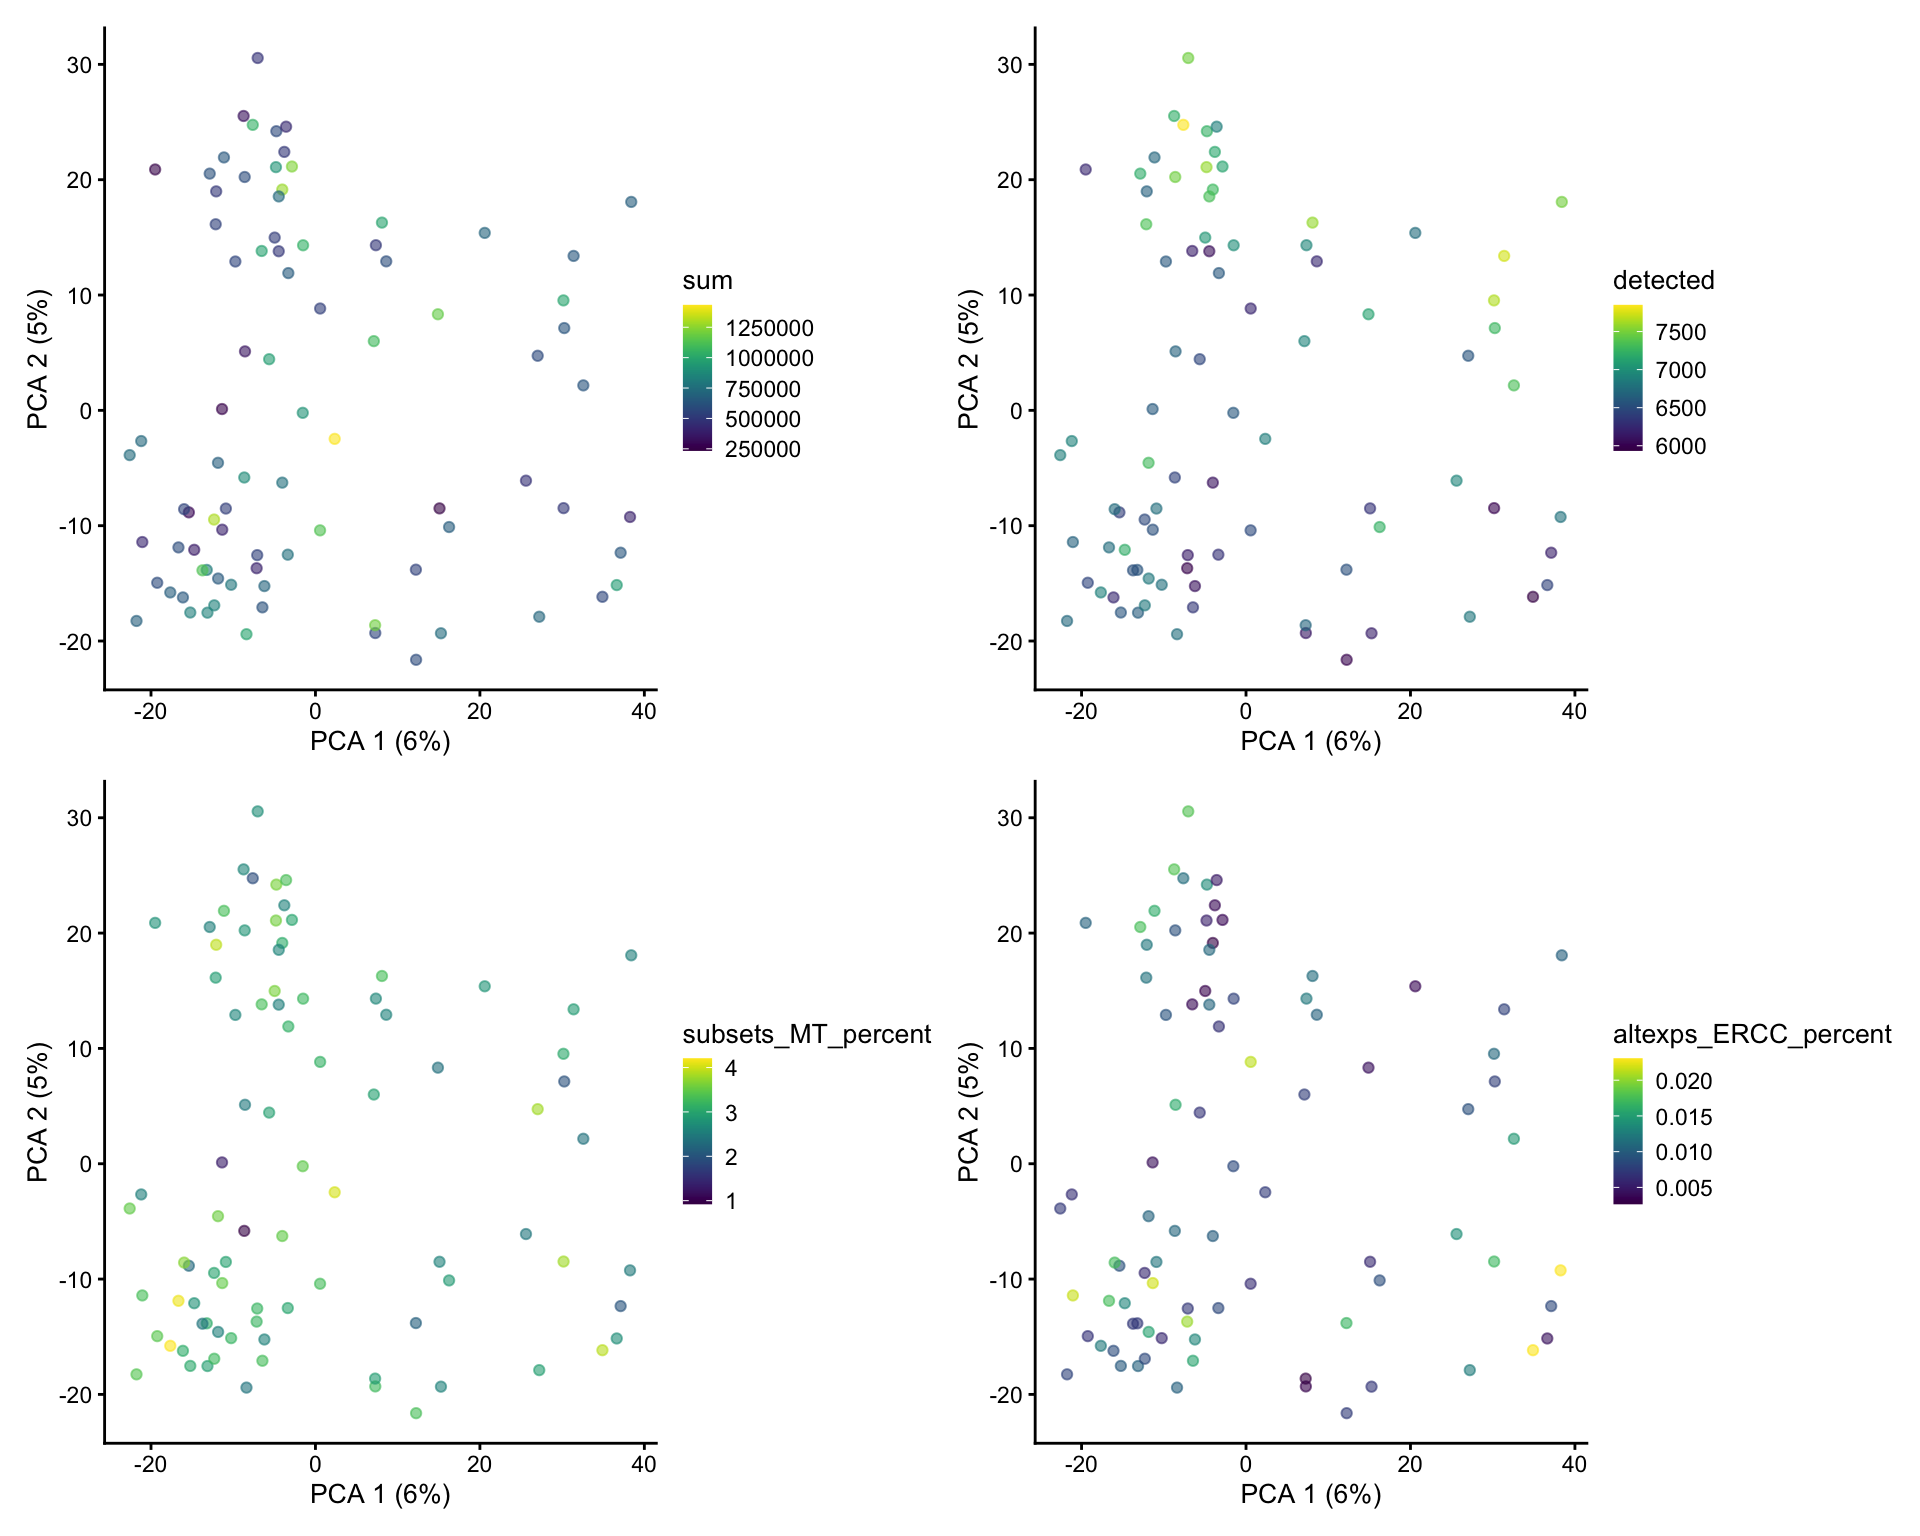 30
20
10
0
-10
-20
PCA 2 (5%)
-20 0 20 40
PCA 1 (6%)
sum
1250000
1000000
750000
500000
250000
30
20
10
0
-10
-20
PCA 2 (5%)
-20 0 20 40
PCA 1 (6%)
detected
7500
7000
6500
6000
30
20
10
0
-10
-20
PCA 2 (5%)
-20 0 20 40
PCA 1 (6%)
subsets_MT_percent
4
3
2
1
30
20
10
0
-10
-20
PCA 2 (5%)
-20 0 20 40
PCA 1 (6%)
altexps_ERCC_percent
0.020
0.015
0.010
0.005